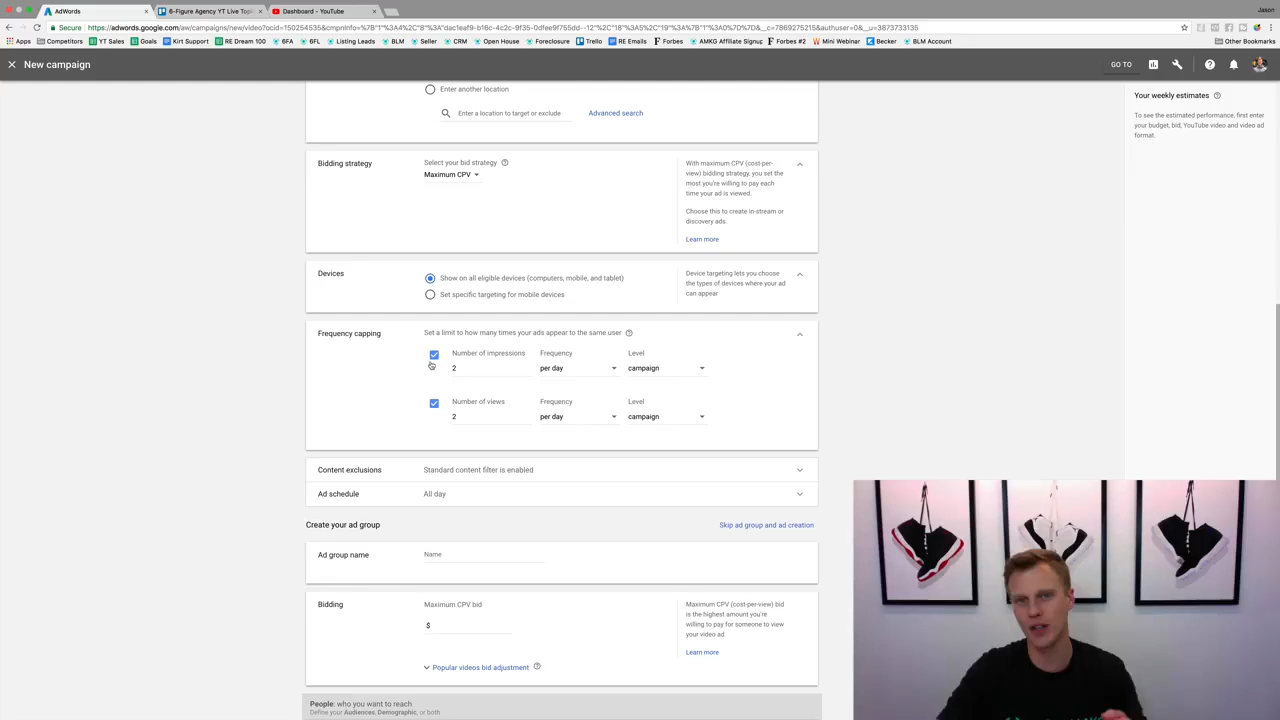 AdWords
6-Figure Agency YT Live Topi
Dashboard - YouTube
Jason
Secure
https://adwords.google.com/aw/campaigns/new/video?ocid=150254535&cmpnInfo=%7B"1"%3A4%2C"8"%3A"dac1eaf9-b16c-4c2c-9f35-0dfee9f755dd--12"%2C"18"%3A5%2C"19"%3A%7B"1"%3A0%7D%7D&__c=7869275215&authuser=0&__u=3873733135
Apps Competitors YT Sales Goals Kirt Support RE Dream 100 6FA 6FL Listing Leads BLM Seller CRM Open House Foreclosure Trello RE Emails Forbes AMKG Affiliate Signup Forbes #2 Mini Webinar Becker BLM Account Other Bookmarks
New campaign
GO TO
Enter another location
Enter a location to target or exclude
Advanced search
Your weekly estimates
To see the estimated performance, first enter
your budget, bid, YouTube video and video ad
format.
Bidding strategy
Select your bid strategy
Maximum CPV
With maximum CPV (cost-per-
view) bidding strategy, you set the
most you're willing to pay each
time your ad is viewed.
Choose this to create in-stream or
discovery ads.
Learn more
Devices
Show on all eligible devices (computers, mobile, and tablet)
Set specific targeting for mobile devices
Device targeting lets you choose
the types of devices where your ad
can appear
Frequency capping
Set a limit to how many times your ads appear to the same user
Number of impressions Frequency Level
2 per day campaign
Number of views Frequency Level
2 per day campaign
Content exclusions
Standard content filter is enabled
Ad schedule
All day
Create your ad group
Skip ad group and ad creation
Ad group name
Name
Bidding
Maximum CPV bid
$
Popular videos bid adjustment
Maximum CPV (cost-per-view) bid
is the highest amount you're
willing to pay for someone to view
your video ad
Learn more
People: who you want to reach
Define your Audiences, Demographic, or both